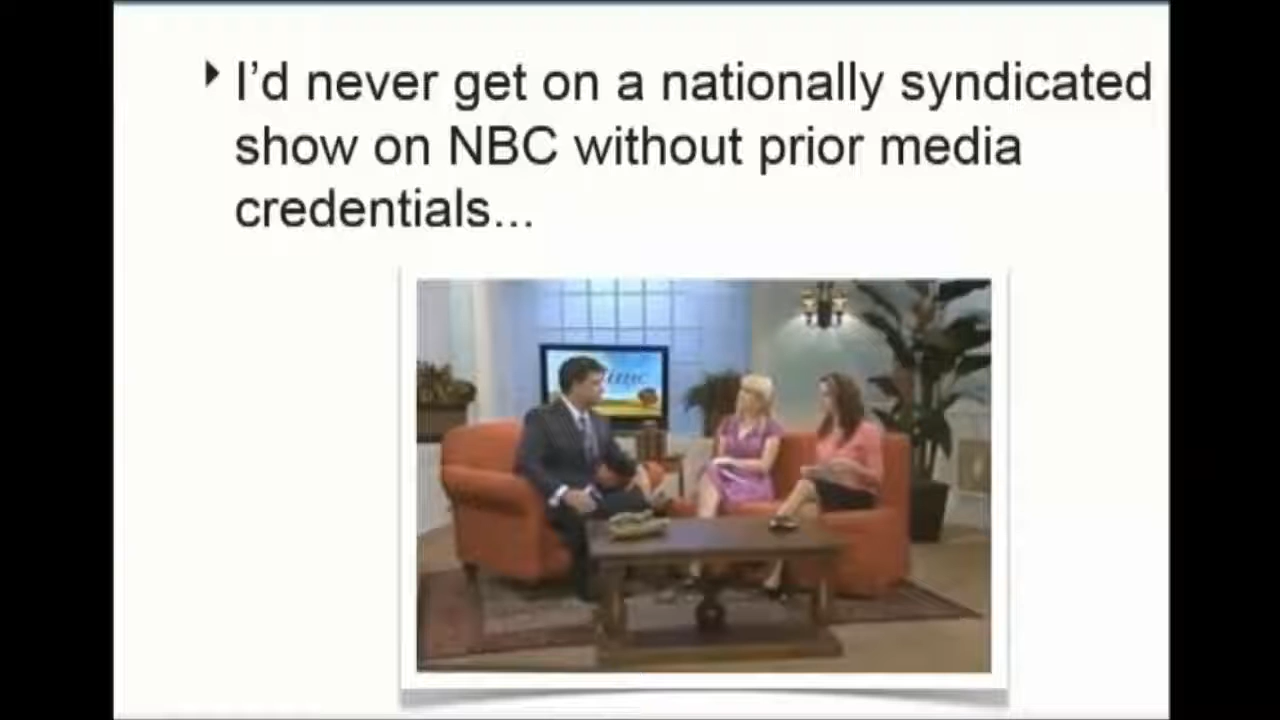 I’d never get on a nationally syndicated
show on NBC without prior media
credentials...